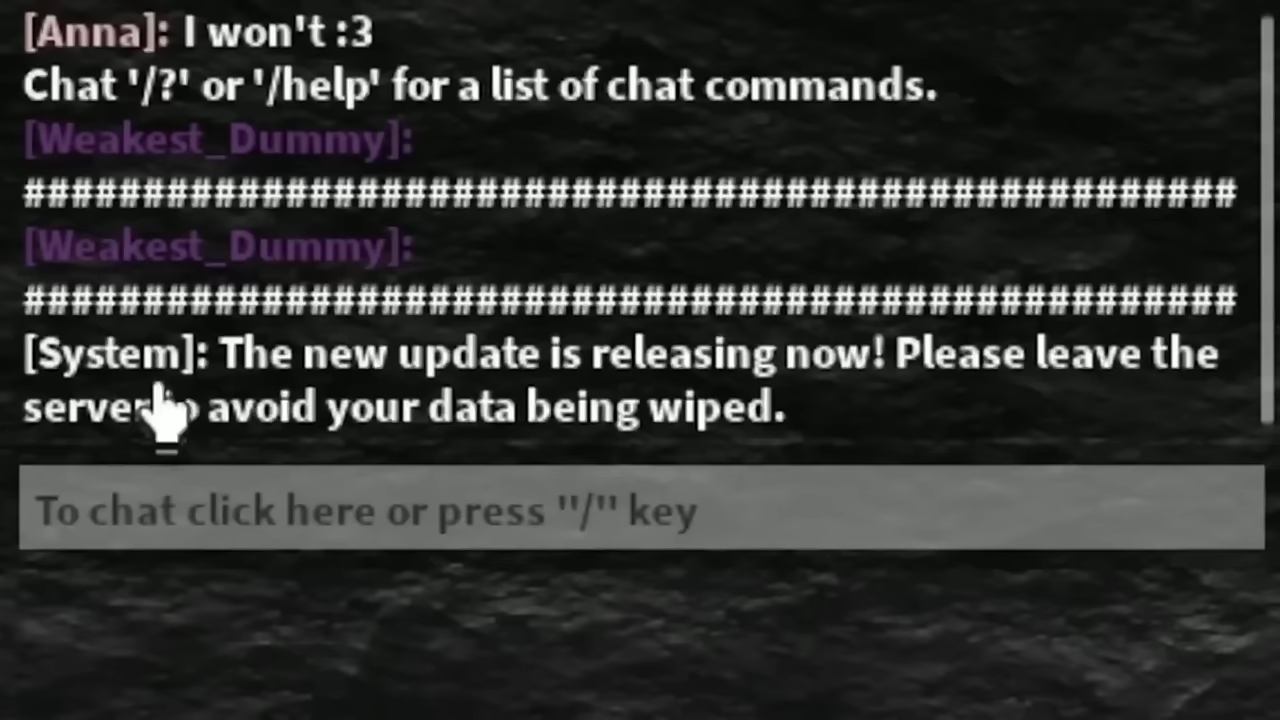 [Anna]: I won't :3
Chat '/?' or '/help' for a list of chat commands.
[Weakest_Dummy]:
###################################################
[Weakest_Dummy]:
###################################################
[System]: The new update is releasing now! Please leave the
server avoid your data being wiped.
To chat click here or press "/" key